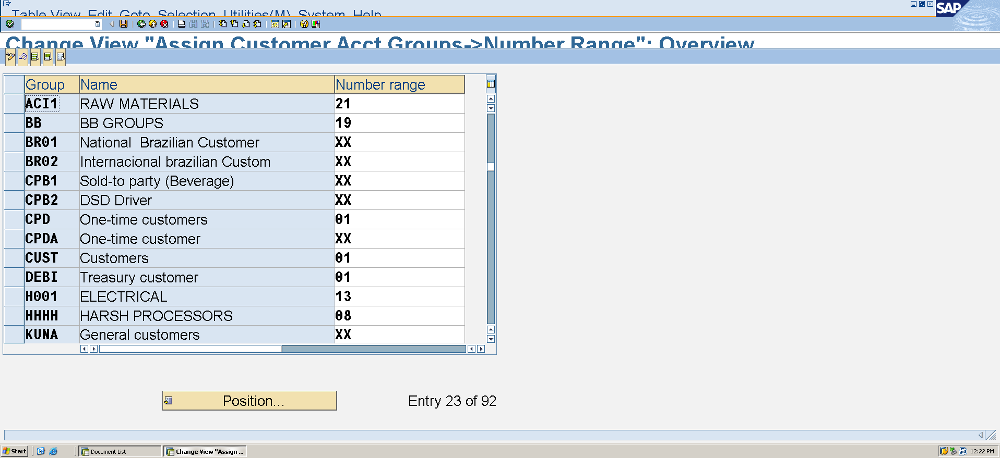 Table View Edit Goto Selection Utilities(M) System Help
SAP
Change View "Assign Customer Acct Groups->Number Range": Overview
Group Name Number range
ACI1 RAW MATERIALS 21
BB BB GROUPS 19
BR01 National  Brazilian Customer XX
BR02 Internacional brazilian Custom XX
CPB1 Sold-to party (Beverage) XX
CPB2 DSD Driver XX
CPD One-time customers 01
CPDA One-time customer XX
CUST Customers 01
DEBI Treasury customer 01
H001 ELECTRICAL 13
HHHH HARSH PROCESSORS 08
KUNA General customers XX
Position... Entry 23 of 92
Start Document List Change View "Assign ... 12:22 PM